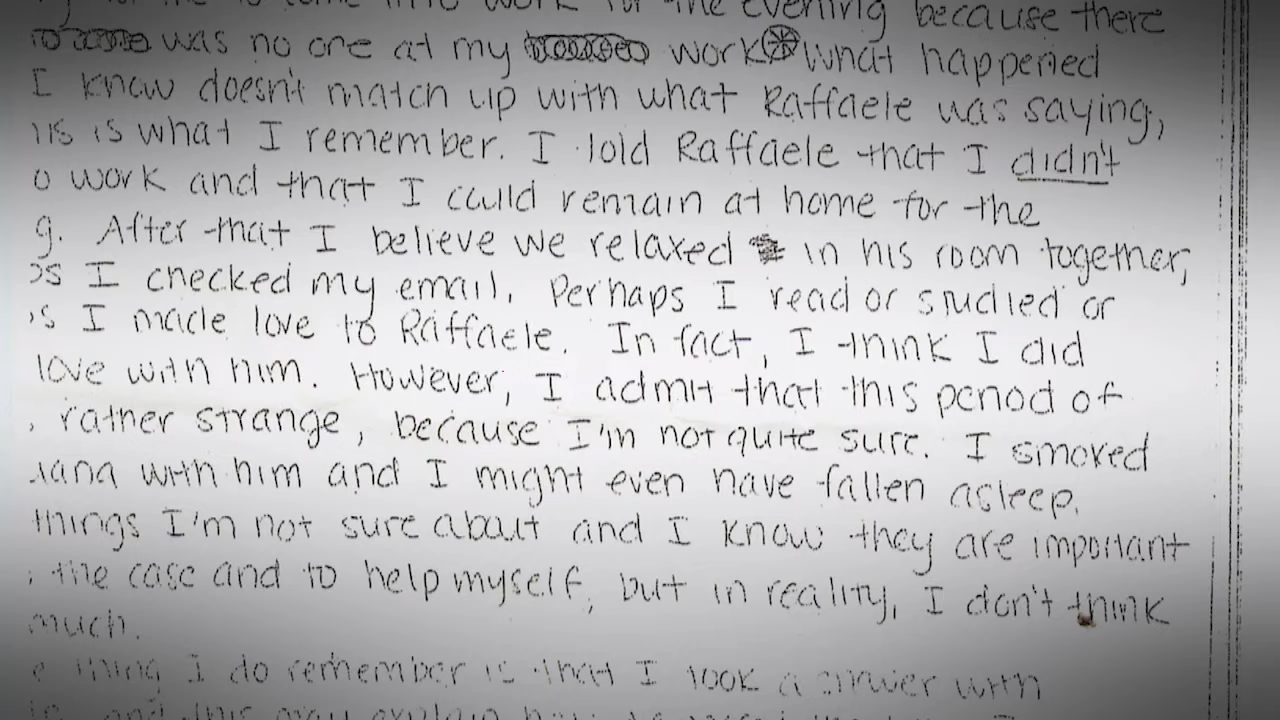 work for the evening because there
was no one at my work. What happened
I know doesn't match up with what Raffaele was saying,
is what I remember. I told Raffaele that I didn't
work and that I could remain at home for the
After that I believe we relaxed in his room together,
I checked my email. Perhaps I read or studied or
I made love to Raffaele. In fact, I think I did
love with him. However, I admit that this period of
, rather strange, because I'm not quite sure. I smoked
with him and I might even have fallen asleep.
things I'm not sure about and I know they are important
the case and to help myself, but in reality, I don't think
much.
thing I do remember is that I took a shower with
and this may explain how